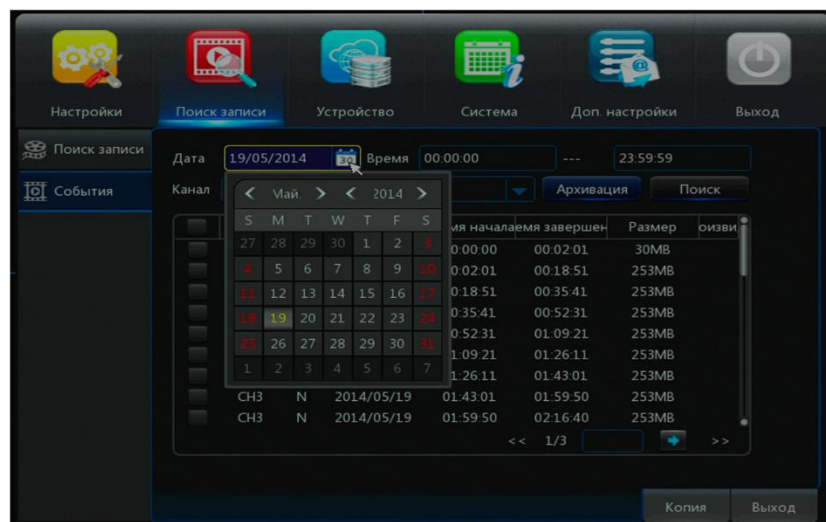 Настройки Поиск записи Устройство Система Доп. настройки Выход
Поиск записи
События
Дата 19/05/2014 30 Время 00:00:00 --- 23:59:59
Канал Архивация Поиск
Май. 2014
S M T W T F S
27 28 29 30 1 2 3
4 5 6 7 8 9 10
11 12 13 14 15 16 17
18 19 20 21 22 23 24
25 26 27 28 29 30 31
1 2 3 4 5 6 7
мя начала емя завершен Размер оизви
0:00:00 00:02:01 30MB
0:02:01 00:18:51 253MB
0:18:51 00:35:41 253MB
0:35:41 00:52:31 253MB
0:52:31 01:09:21 253MB
1:09:21 01:26:11 253MB
1:26:11 01:43:01 253MB
CH3 N 2014/05/19 01:43:01 01:59:50 253MB
CH3 N 2014/05/19 01:59:50 02:16:40 253MB
<< 1/3 >>
Копия Выход